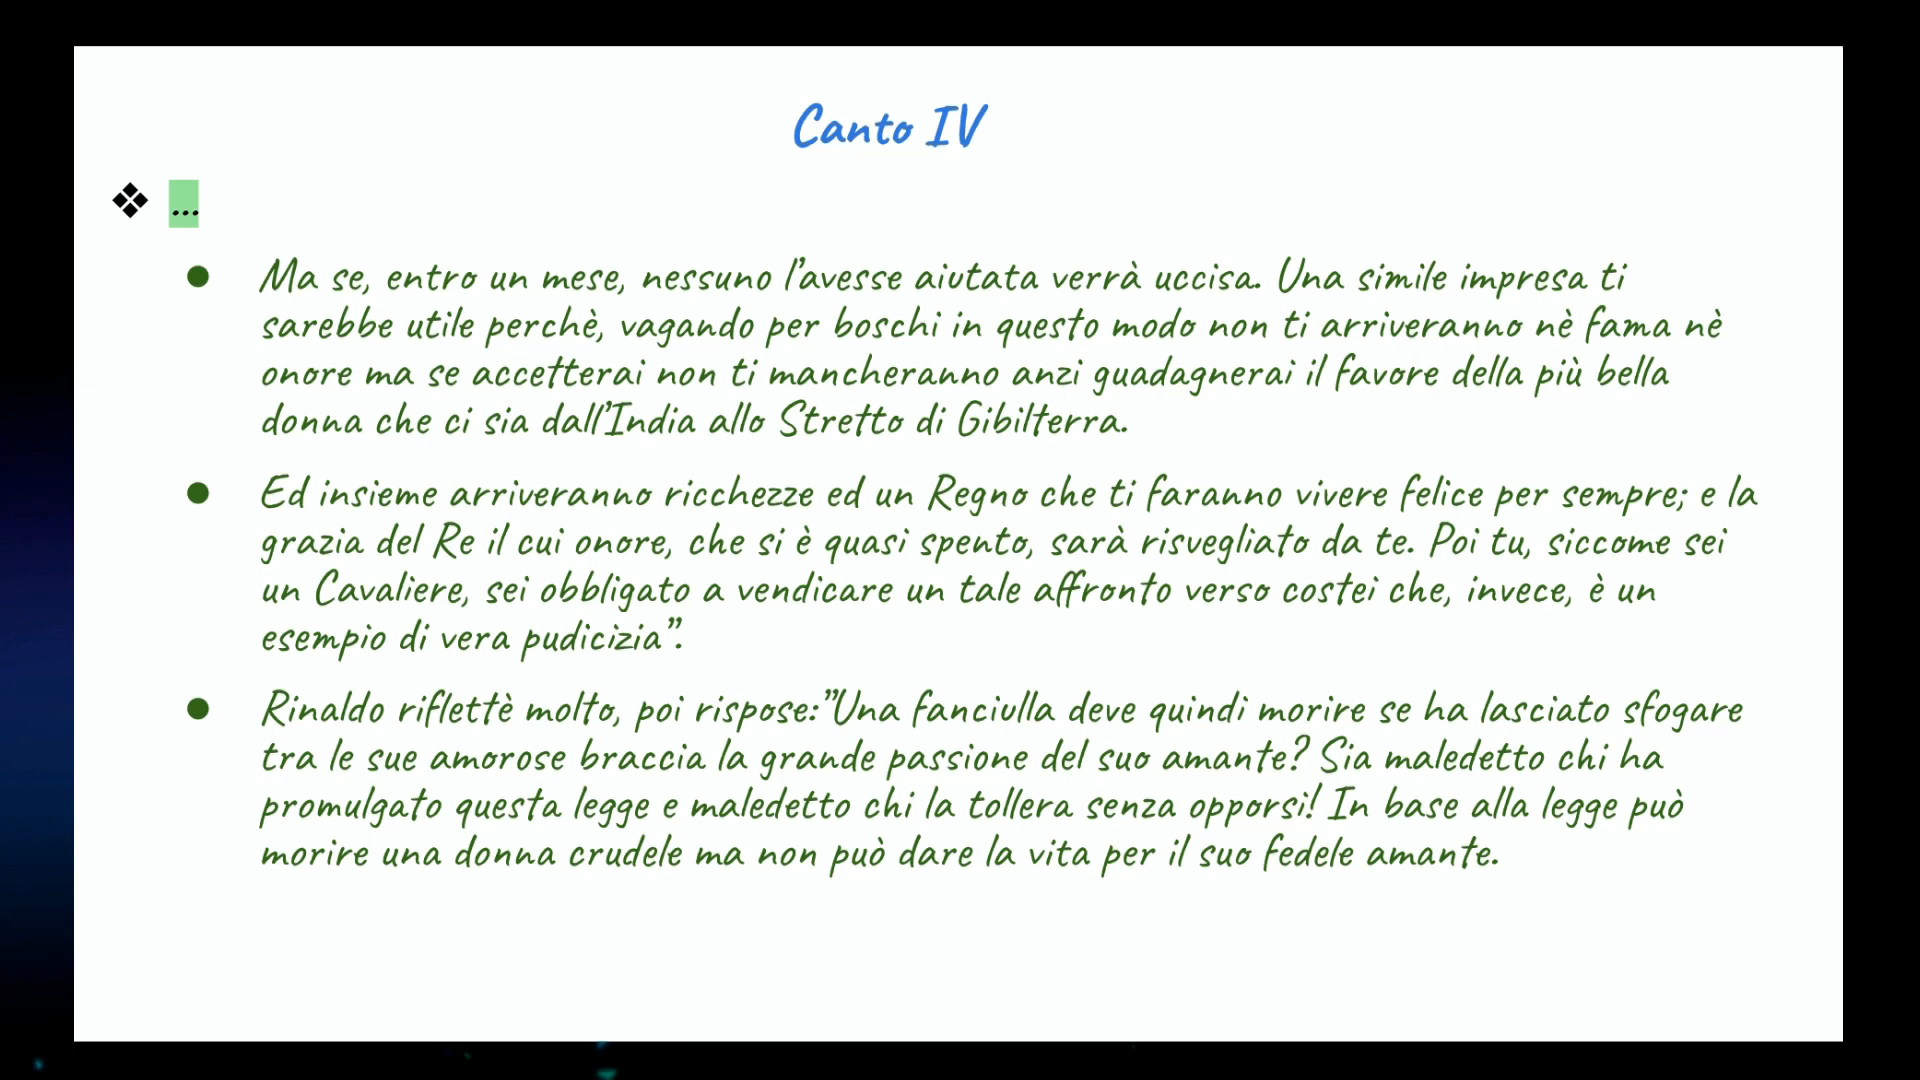 Canto IV
❖ ...
● Ma se, entro un mese, nessuno l'avesse aiutata verrà uccisa. Una simile impresa ti
sarebbe utile perchè, vagando per boschi in questo modo non ti arriveranno nè fama nè
onore ma se accetterai non ti mancheranno anzi guadagnerai il favore della più bella
donna che ci sia dall'India allo Stretto di Gibilterra.
● Ed insieme arriveranno ricchezze ed un Regno che ti faranno vivere felice per sempre; e la
grazia del Re il cui onore, che si è quasi spento, sarà risvegliato da te. Poi tu, siccome sei
un Cavaliere, sei obbligato a vendicare un tale affronto verso costei che, invece, è un
esempio di vera pudicizia”.
● Rinaldo riflettè molto, poi rispose:”Una fanciulla deve quindi morire se ha lasciato sfogare
tra le sue amorose braccia la grande passione del suo amante? Sia maledetto chi ha
promulgato questa legge e maledetto chi la tollera senza opporsi! In base alla legge può
morire una donna crudele ma non può dare la vita per il suo fedele amante.